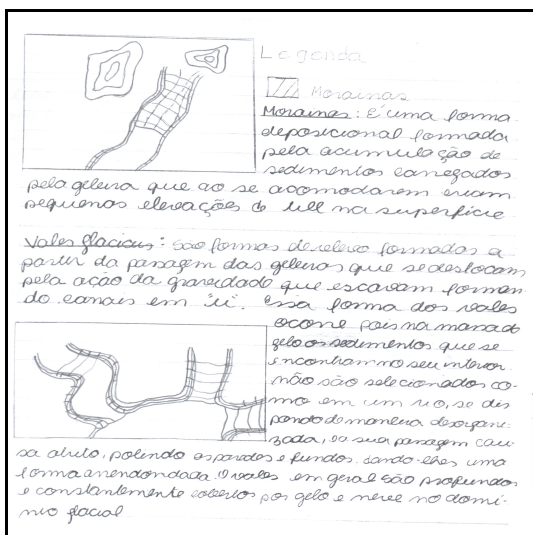 Legenda
Morainas
Morainas: É uma forma
deposicional formada
pela acumulação de
sedimentos carregados
pela geleira que ao se acomodarem criam
pequenas elevações de till na superfície
Vales glaciais: São formas de relevo formadas a
partir da passagem das geleiras que se deslocam
pela ação da gravidade que escavam forman
do canais em "U". Essa forma dos vales
ocorre pois na massa de
gelo os sedimentos que se
encontram no seu interior
não são selecionados co-
mo em um rio, se dis
pondo de maneira desorgani-
zada, sua passagem cau
sa atrito, polindo as paredes e fundos dando-lhes uma
forma arredondada. O vales em geral são profundos
e constantemente cobertos por gelo e neve no domí-
nio glacial